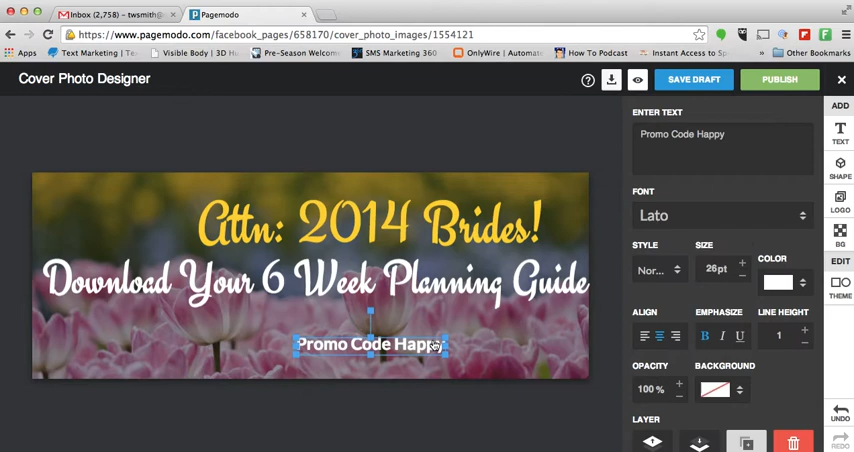 Inbox (2,758) - twsmith@
Pagemodo
https://www.pagemodo.com/facebook_pages/658170/cover_photo_images/1554121
Apps
Text Marketing | Te
Visible Body | 3D Hu
Pre-Season Welcome
SMS Marketing 360
OnlyWire | Automate
How To Podcast
Instant Access to Sp
» Other Bookmarks
Cover Photo Designer
SAVE DRAFT
PUBLISH
ADD
TEXT
SHAPE
LOGO
BG
EDIT
THEME
UNDO
REDO
ENTER TEXT
Promo Code Happy
FONT
Lato
STYLE SIZE COLOR
Nor... 26pt
ALIGN EMPHASIZE LINE HEIGHT
B I U 1
OPACITY BACKGROUND
100 %
LAYER
Attn: 2014 Brides!
Download Your 6 Week Planning Guide
Promo Code Happy